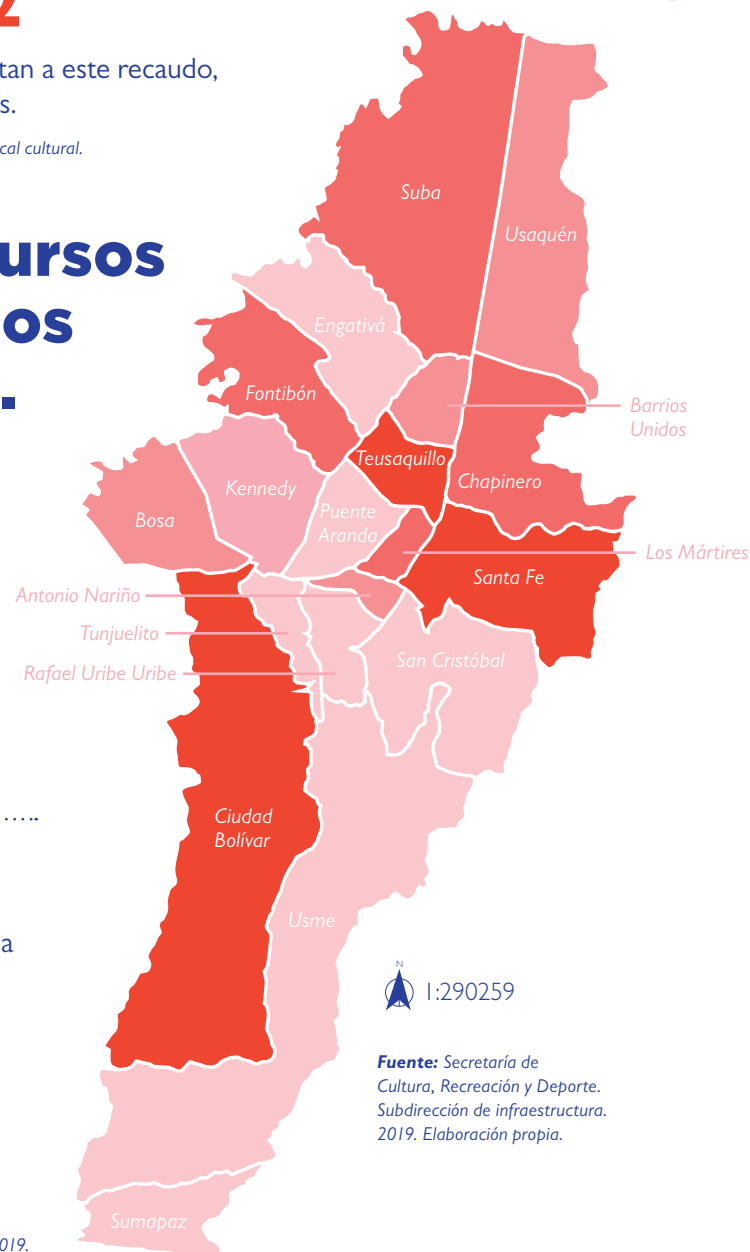 tan a este recaudo,
s.
cal cultural.
ursos
os
.
Suba
Usaquén
Engativá
Fontibón
Barrios
Unidos
Teusaquillo
Chapinero
Kennedy
Bosa
Puente
Aranda
Los Mártires
Santa Fe
Antonio Nariño
Tunjuelito
San Cristóbal
Rafael Uribe Uribe
Ciudad
Bolívar
…..
Usme
a
N
1:290259
Fuente: Secretaría de
Cultura, Recreación y Deporte.
Subdirección de infraestructura.
2019. Elaboración propia.
Sumapaz
019.